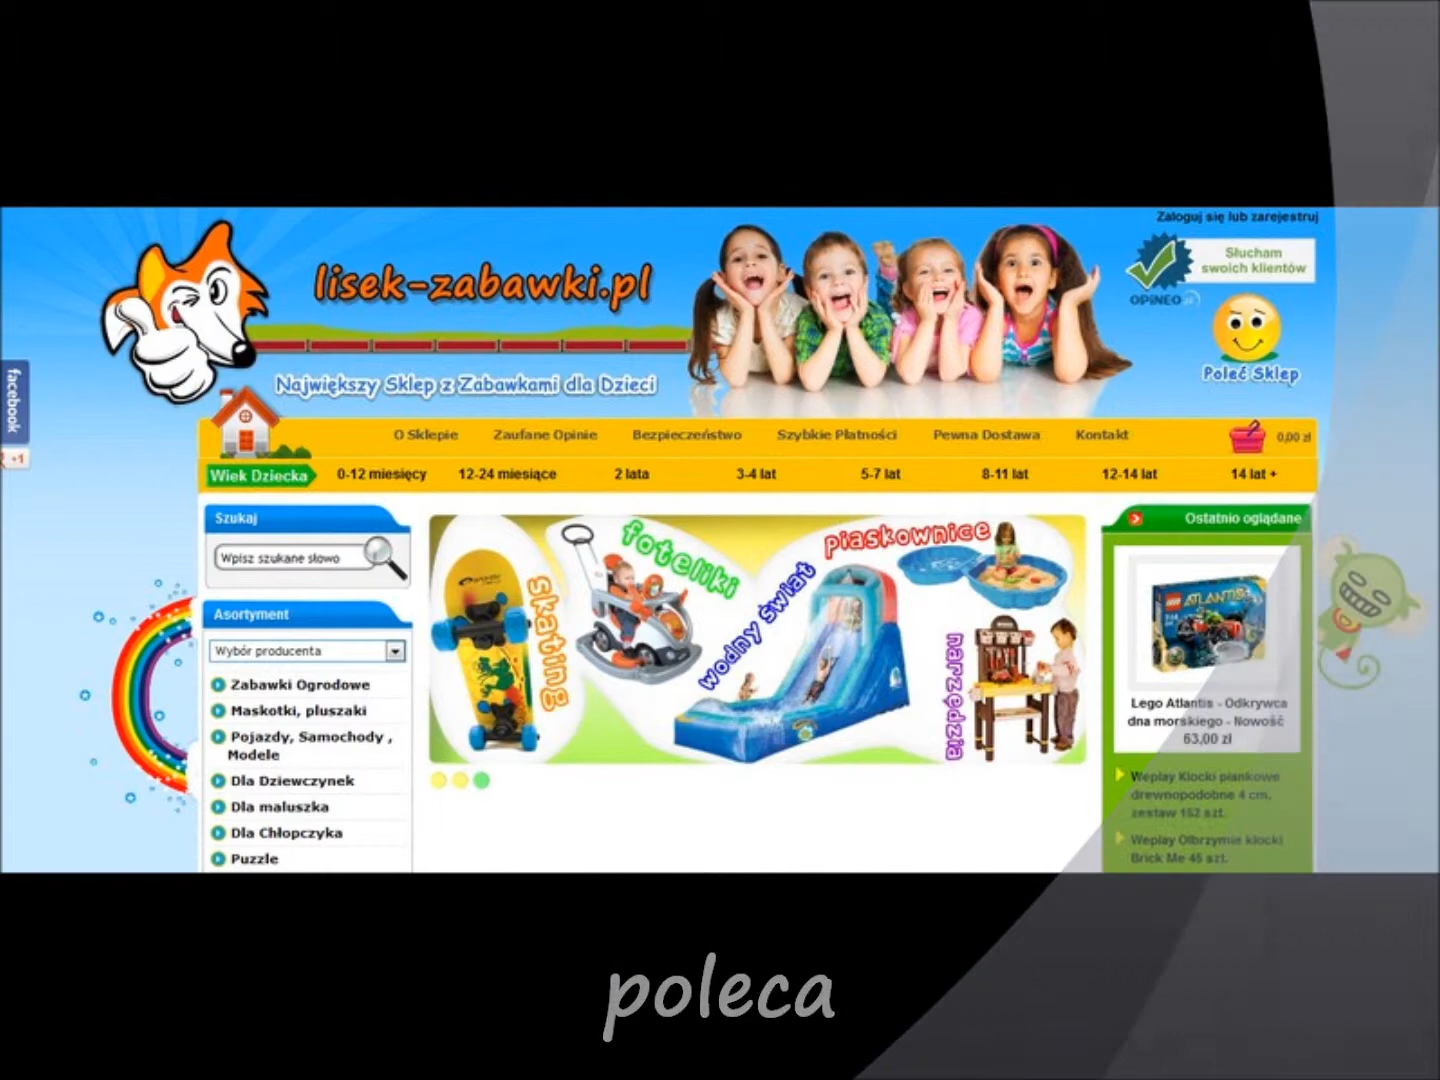 Zaloguj się lub zarejestruj
Słucham
swoich klientów
OPiNEO
lisek-zabawki.pl
Największy Sklep z Zabawkami dla Dzieci
Poleć Sklep
facebook
+1
O Sklepie Zaufane Opinie Bezpieczeństwo Szybkie Płatności Pewna Dostawa Kontakt 0,00 zł
Wiek Dziecka 0-12 miesięcy 12-24 miesiące 2 lata 3-4 lat 5-7 lat 8-11 lat 12-14 lat 14 lat +
Szukaj
Wpisz szukane słowo
Asortyment
Wybór producenta
Zabawki Ogrodowe
Maskotki, pluszaki
Pojazdy, Samochody ,
Modele
Dla Dziewczynek
Dla maluszka
Dla Chłopczyka
Puzzle
skating
foteliki
wodny świat
piaskownice
narzędzia
Ostatnio oglądane
LEGO ATLANTIS
Lego Atlantis - Odkrywca
dna morskiego - Nowość
63,00 zł
Weplay Klocki piankowe
drewnopodobne 4 cm.
zestaw 152 szt.
Weplay Olbrzymie klocki
Brick Me 45 szt.
poleca